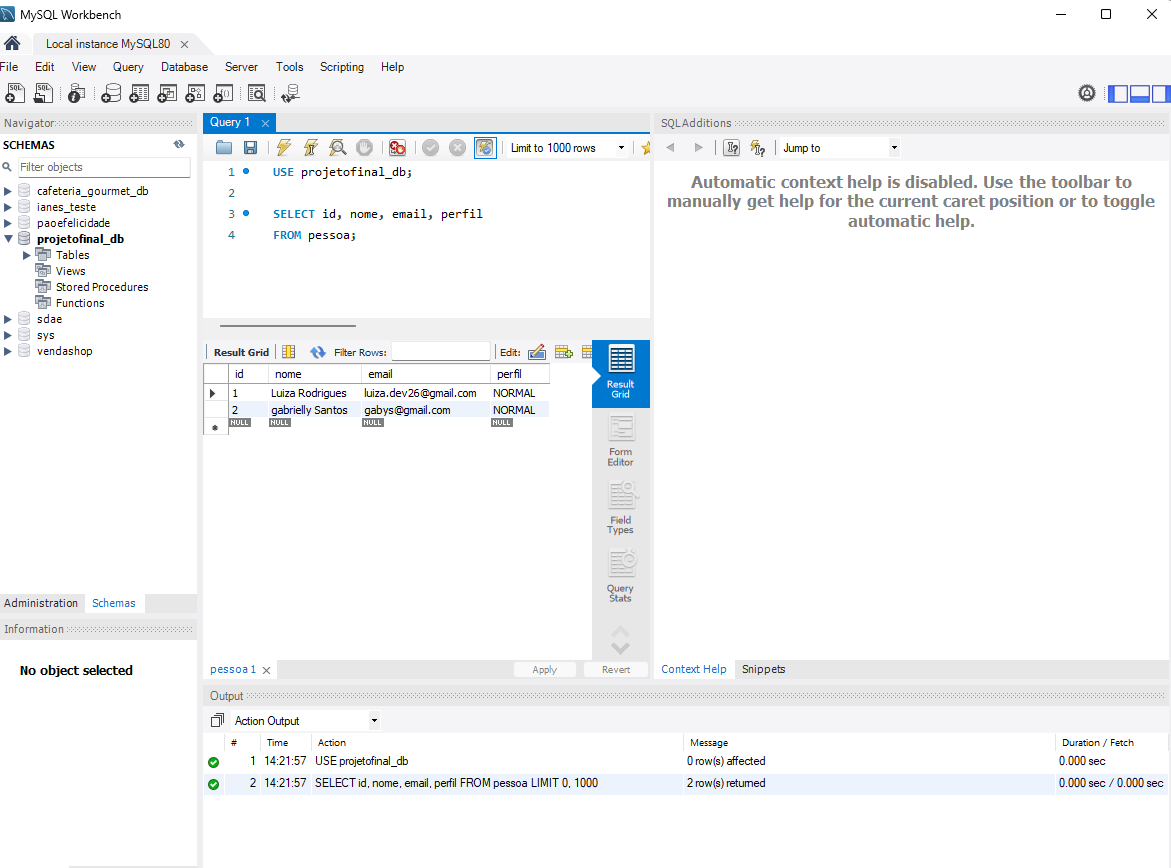 MySQL Workbench
Local instance MySQL80
File Edit View Query Database Server Tools Scripting Help
Navigator
SCHEMAS
Filter objects
cafeteria_gourmet_db
ianes_teste
paoefelicidade
projetofinal_db
Tables
Views
Stored Procedures
Functions
sdae
sys
vendashop
Administration Schemas
Information
No object selected
Query 1
Limit to 1000 rows
1 USE projetofinal_db;
2
3 SELECT id, nome, email, perfil
4 FROM pessoa;
Result Grid Filter Rows: Edit:
id nome email perfil
1 Luiza Rodrigues luiza.dev26@gmail.com NORMAL
2 gabrielly Santos gabys@gmail.com NORMAL
NULL NULL NULL NULL
Result Grid
Form Editor
Field Types
Query Stats
pessoa 1 Apply Revert
SQLAdditions
Jump to
Automatic context help is disabled. Use the toolbar to
manually get help for the current caret position or to toggle
automatic help.
Context Help Snippets
Output
Action Output
# Time Action Message Duration / Fetch
1 14:21:57 USE projetofinal_db 0 row(s) affected 0.000 sec
2 14:21:57 SELECT id, nome, email, perfil FROM pessoa LIMIT 0, 1000 2 row(s) returned 0.000 sec / 0.000 sec